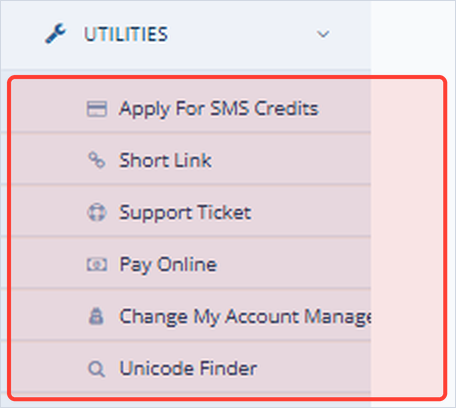 UTILITIES
Apply For SMS Credits
Short Link
Support Ticket
Pay Online
Change My Account Manage
Unicode Finder